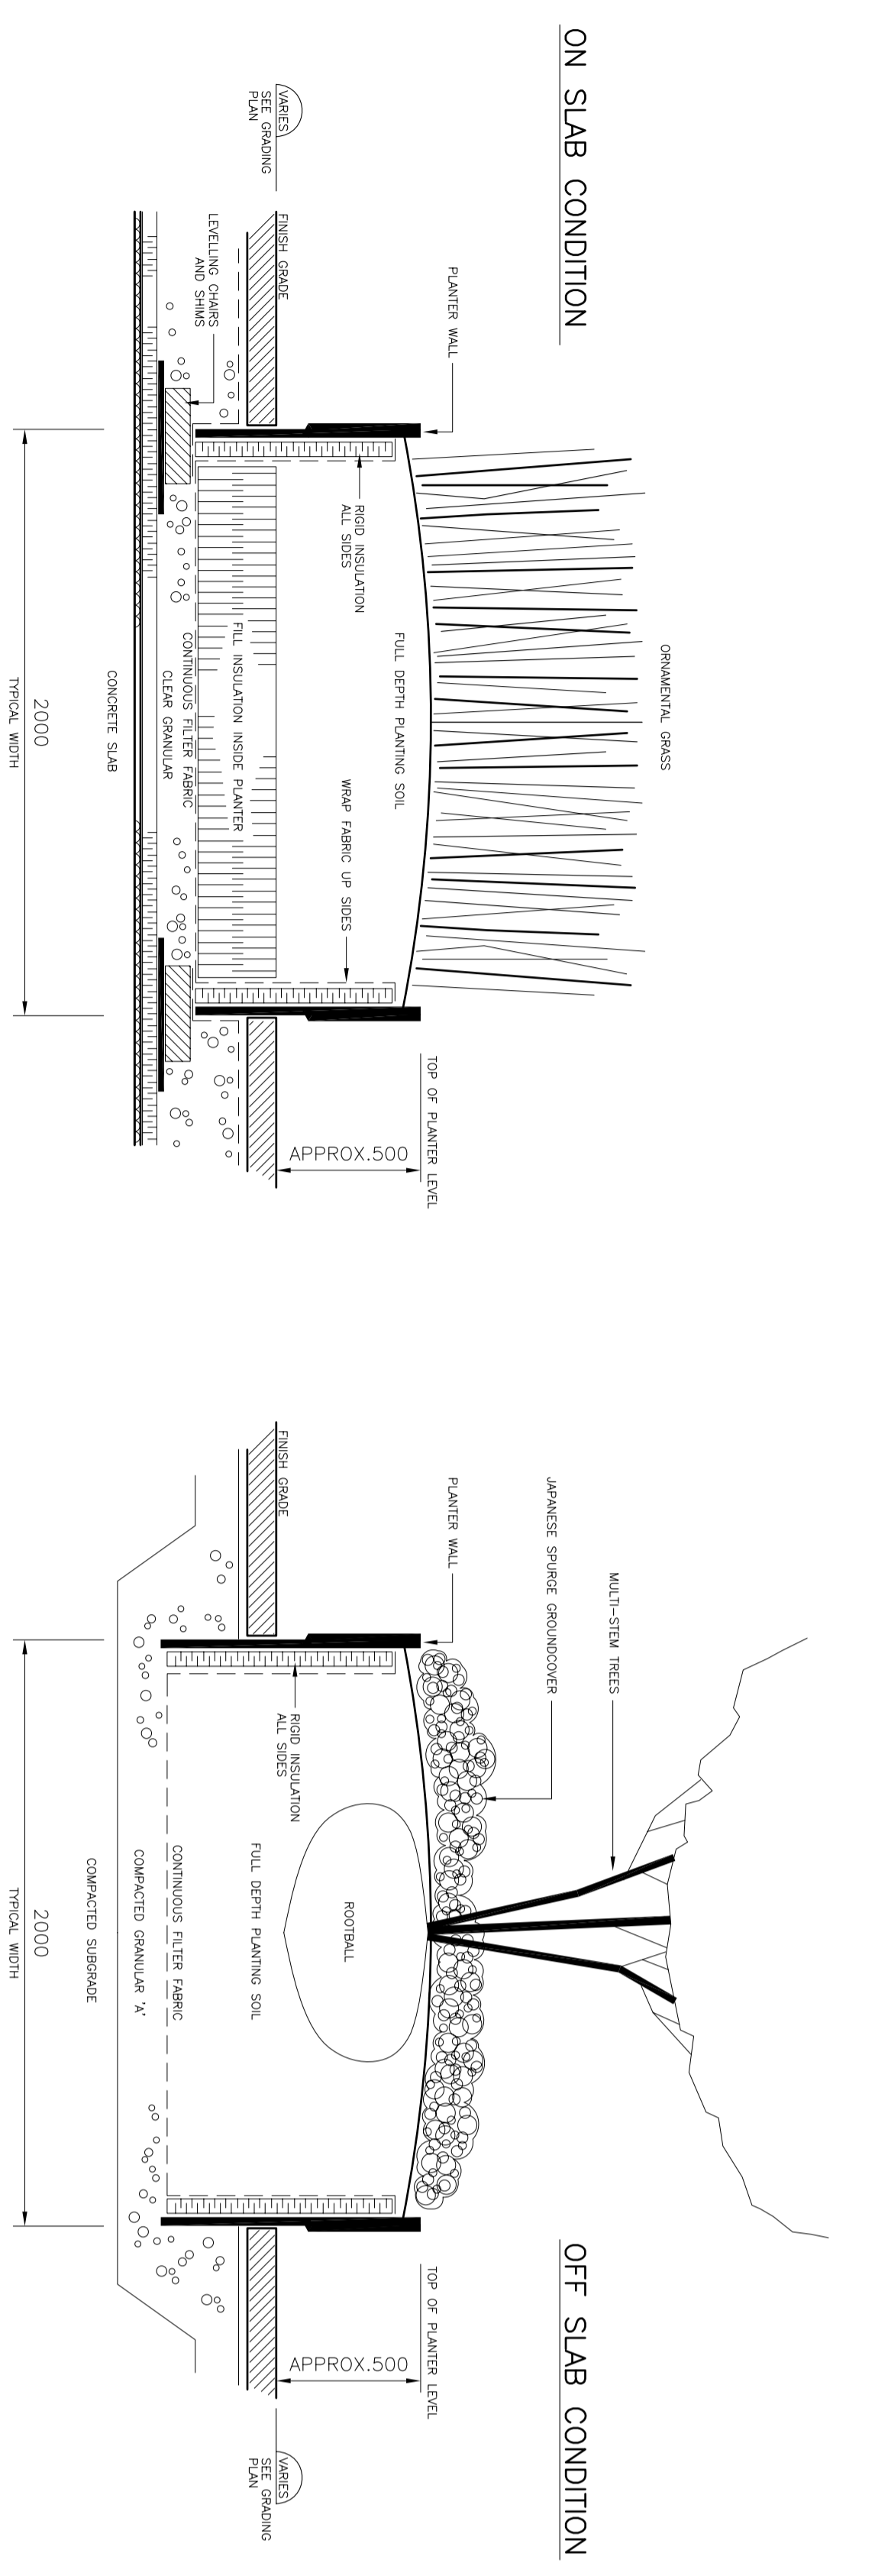 ON SLAB CONDITION
ORNAMENTAL GRASS
PLANTER WALL
TOP OF PLANTER LEVEL
FULL DEPTH PLANTING SOIL
RIGID INSULATION
ALL SIDES
WRAP FABRIC UP SIDES
APPROX.500
VARIES
SEE GRADING
PLAN
FINISH GRADE
FILL INSULATION INSIDE PLANTER
LEVELLING CHAIRS
AND SHIMS
CONTINUOUS FILTER FABRIC
CLEAR GRANULAR
CONCRETE SLAB
2000
TYPICAL WIDTH
OFF SLAB CONDITION
MULTI-STEM TREES
JAPANESE SPURGE GROUNDCOVER
PLANTER WALL
TOP OF PLANTER LEVEL
ROOTBALL
APPROX.500
RIGID INSULATION
ALL SIDES
FINISH GRADE
VARIES
SEE GRADING
PLAN
FULL DEPTH PLANTING SOIL
CONTINUOUS FILTER FABRIC
COMPACTED GRANULAR 'A'
COMPACTED SUBGRADE
2000
TYPICAL WIDTH